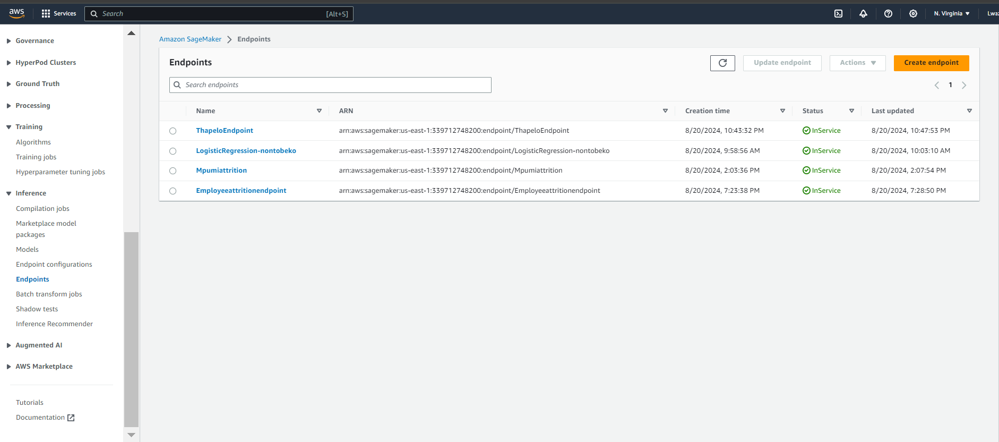 aws
Services
Search
[Alt+S]
N. Virginia
Governance
HyperPod Clusters
Ground Truth
Processing
Training
Algorithms
Training jobs
Hyperparameter tuning jobs
Inference
Compilation jobs
Marketplace model
packages
Models
Endpoint configurations
Endpoints
Batch transform jobs
Shadow tests
Inference Recommender
Augmented AI
AWS Marketplace
Tutorials
Documentation
Amazon SageMaker > Endpoints
Endpoints
Update endpoint
Actions
Create endpoint
Search endpoints
1
Name ARN Creation time Status Last updated
ThapeloEndpoint arn:aws:sagemaker:us-east-1:339712748200:endpoint/ThapeloEndpoint 8/20/2024, 10:43:32 PM InService 8/20/2024, 10:47:53 PM
LogisticRegression-nontobeko arn:aws:sagemaker:us-east-1:339712748200:endpoint/LogisticRegression-nontobeko 8/20/2024, 9:58:56 AM InService 8/20/2024, 10:03:10 AM
Mpumiattrition arn:aws:sagemaker:us-east-1:339712748200:endpoint/Mpumiattrition 8/20/2024, 2:03:36 PM InService 8/20/2024, 2:07:54 PM
Employeeattritionendpoint arn:aws:sagemaker:us-east-1:339712748200:endpoint/Employeeattritionendpoint 8/20/2024, 7:23:38 PM InService 8/20/2024, 7:28:50 PM